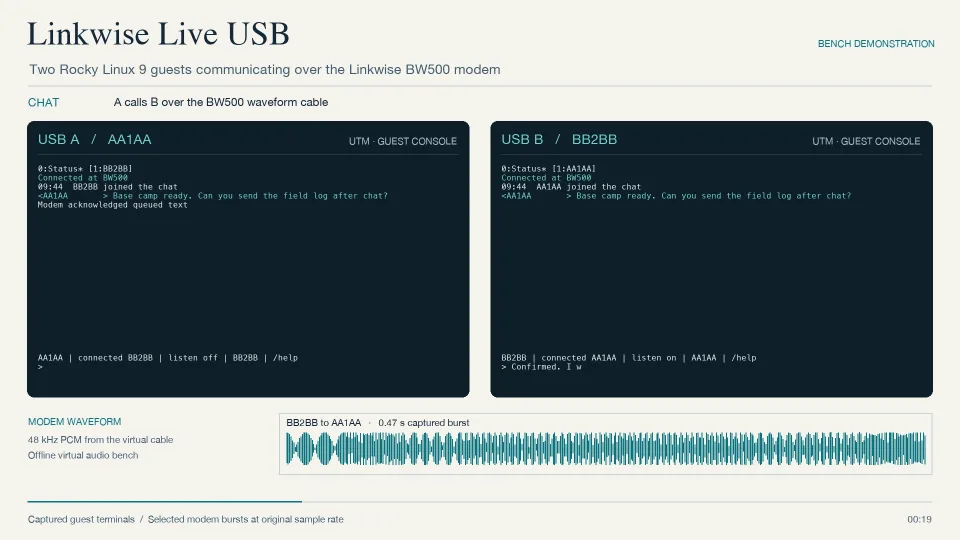 Linkwise Live USB
BENCH DEMONSTRATION
Two Rocky Linux 9 guests communicating over the Linkwise BW500 modem
CHAT A calls B over the BW500 waveform cable
USB A / AA1AA UTM · GUEST CONSOLE
0:Status* [1:BB2BB]
Connected at BW500
09:44 BB2BB joined the chat
<AA1AA > Base camp ready. Can you send the field log after chat?
Modem acknowledged queued text
AA1AA | connected BB2BB | listen off | BB2BB | /help
>
USB B / BB2BB UTM · GUEST CONSOLE
0:Status* [1:AA1AA]
Connected at BW500
09:44 AA1AA joined the chat
<AA1AA > Base camp ready. Can you send the field log after chat?
BB2BB | connected AA1AA | listen on | AA1AA | /help
> Confirmed. I w
MODEM WAVEFORM
48 kHz PCM from the virtual cable
Offline virtual audio bench
BB2BB to AA1AA · 0.47 s captured burst
Captured guest terminals / Selected modem bursts at original sample rate
00:19